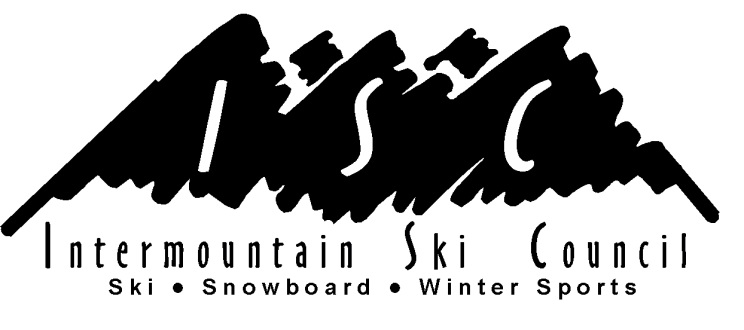 ISC
Intermountain Ski Council
Ski • Snowboard • Winter Sports